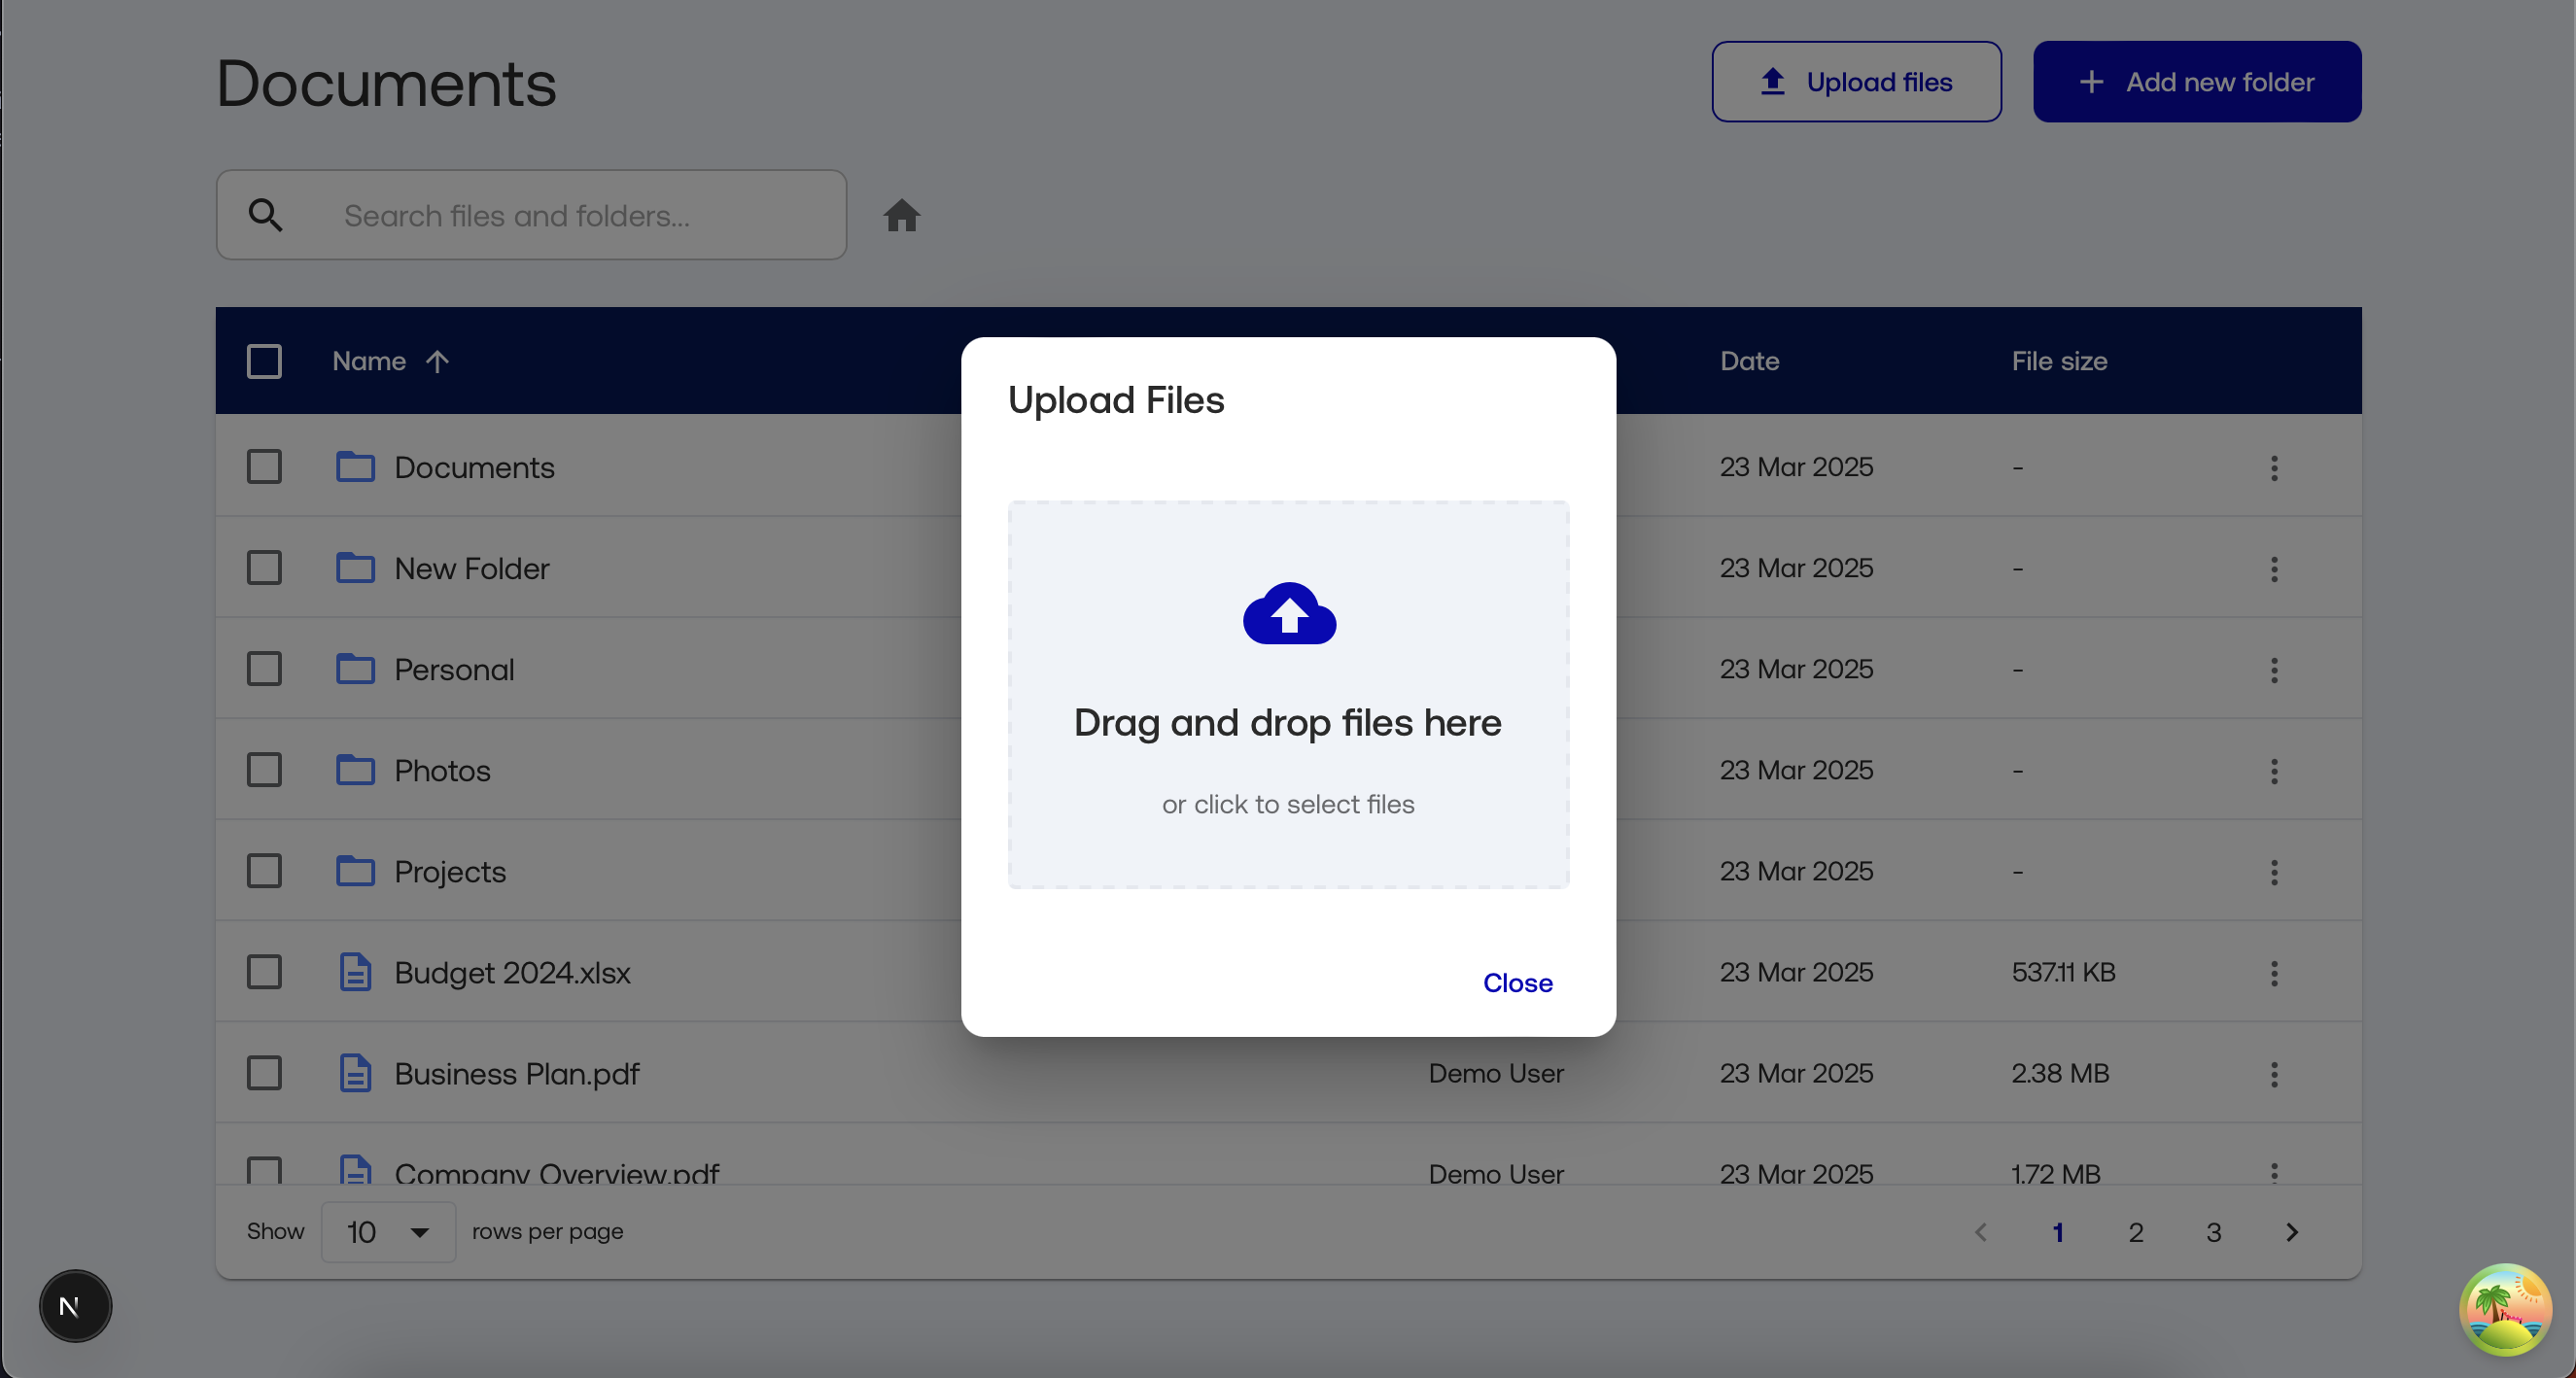 Documents
Upload files
Add new folder
Search files and folders...
Name Date File size
Upload Files
Drag and drop files here
or click to select files
Close
Documents 23 Mar 2025 -
New Folder 23 Mar 2025 -
Personal 23 Mar 2025 -
Photos 23 Mar 2025 -
Projects 23 Mar 2025 -
Budget 2024.xlsx 23 Mar 2025 537.11 KB
Business Plan.pdf Demo User 23 Mar 2025 2.38 MB
Company Overview.pdf Demo User 23 Mar 2025 1.72 MB
Show 10 rows per page 1 2 3
N